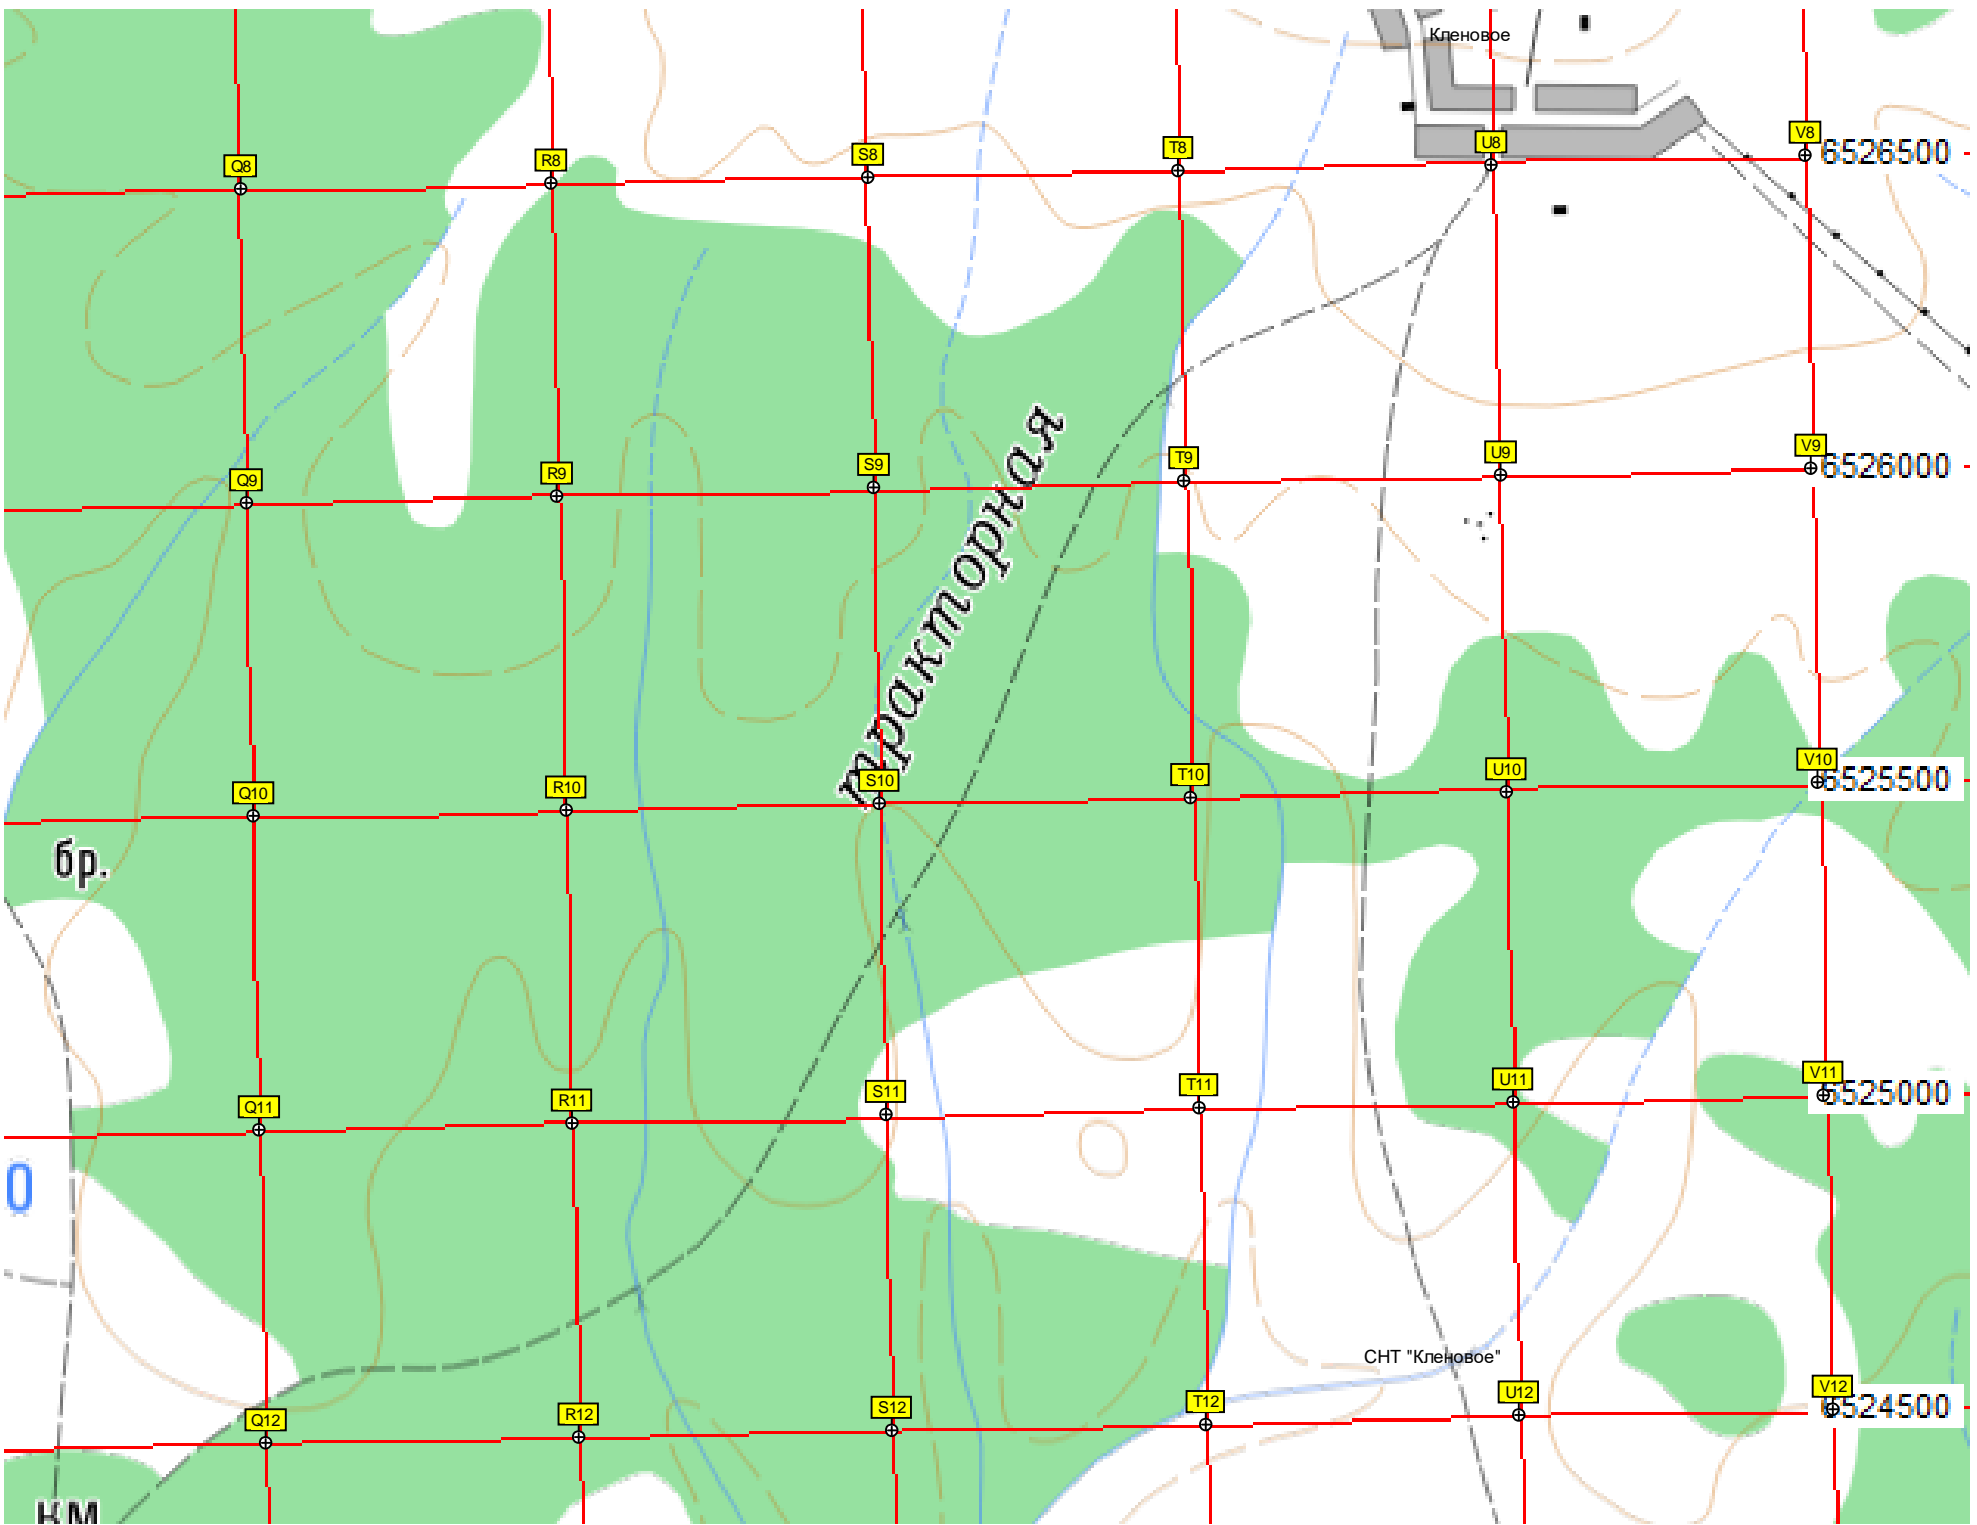 Кленовое
Q8
R8
S8
T8
U8
V8
6526500
Q9
R9
S9
T9
U9
V9
6526000
тракторная
Q10
R10
S10
T10
U10
V10
6525500
бр.
Q11
R11
S11
T11
U11
V11
6525000
0
СНТ "Кленовое"
Q12
R12
S12
T12
U12
V12
6524500
км